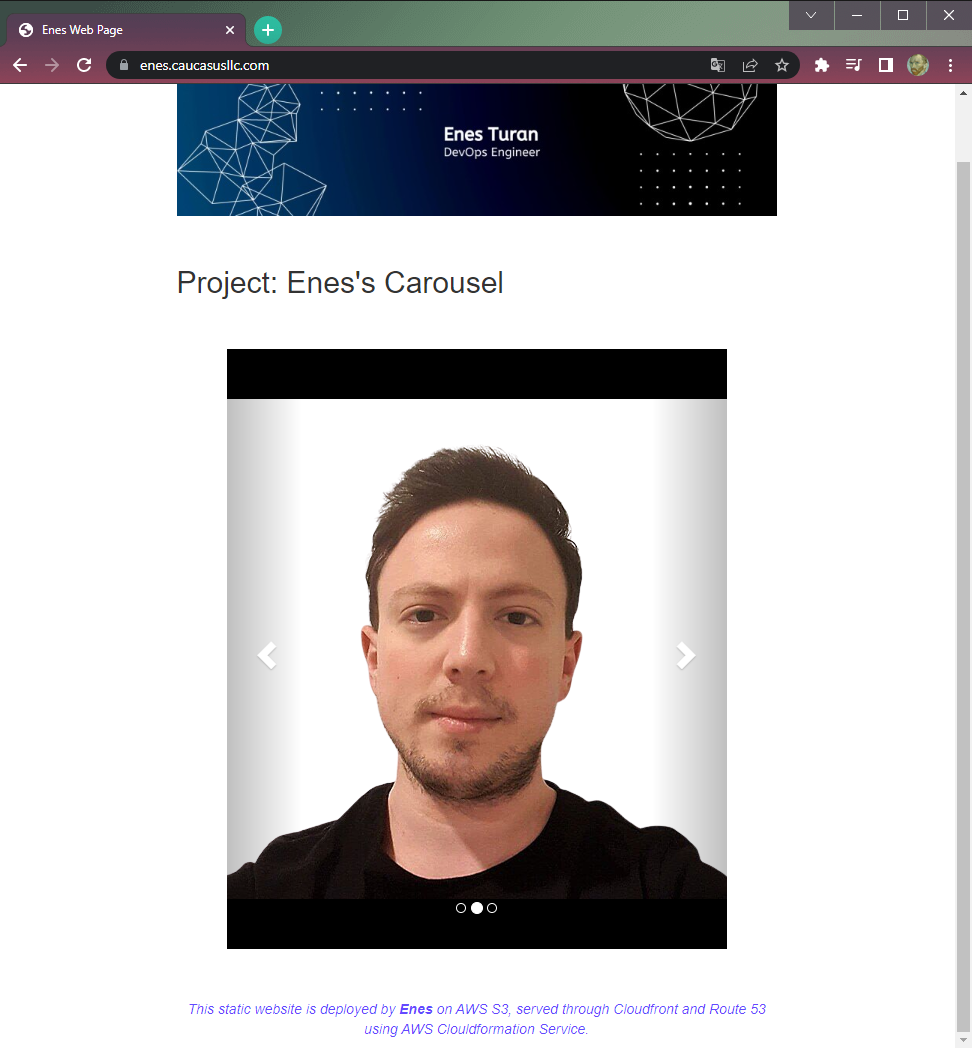 Enes Web Page
enes.caucasusllc.com
Enes Turan
DevOps Engineer
Project: Enes's Carousel
This static website is deployed by Enes on AWS S3, served through Cloudfront and Route 53
using AWS Clouldformation Service.